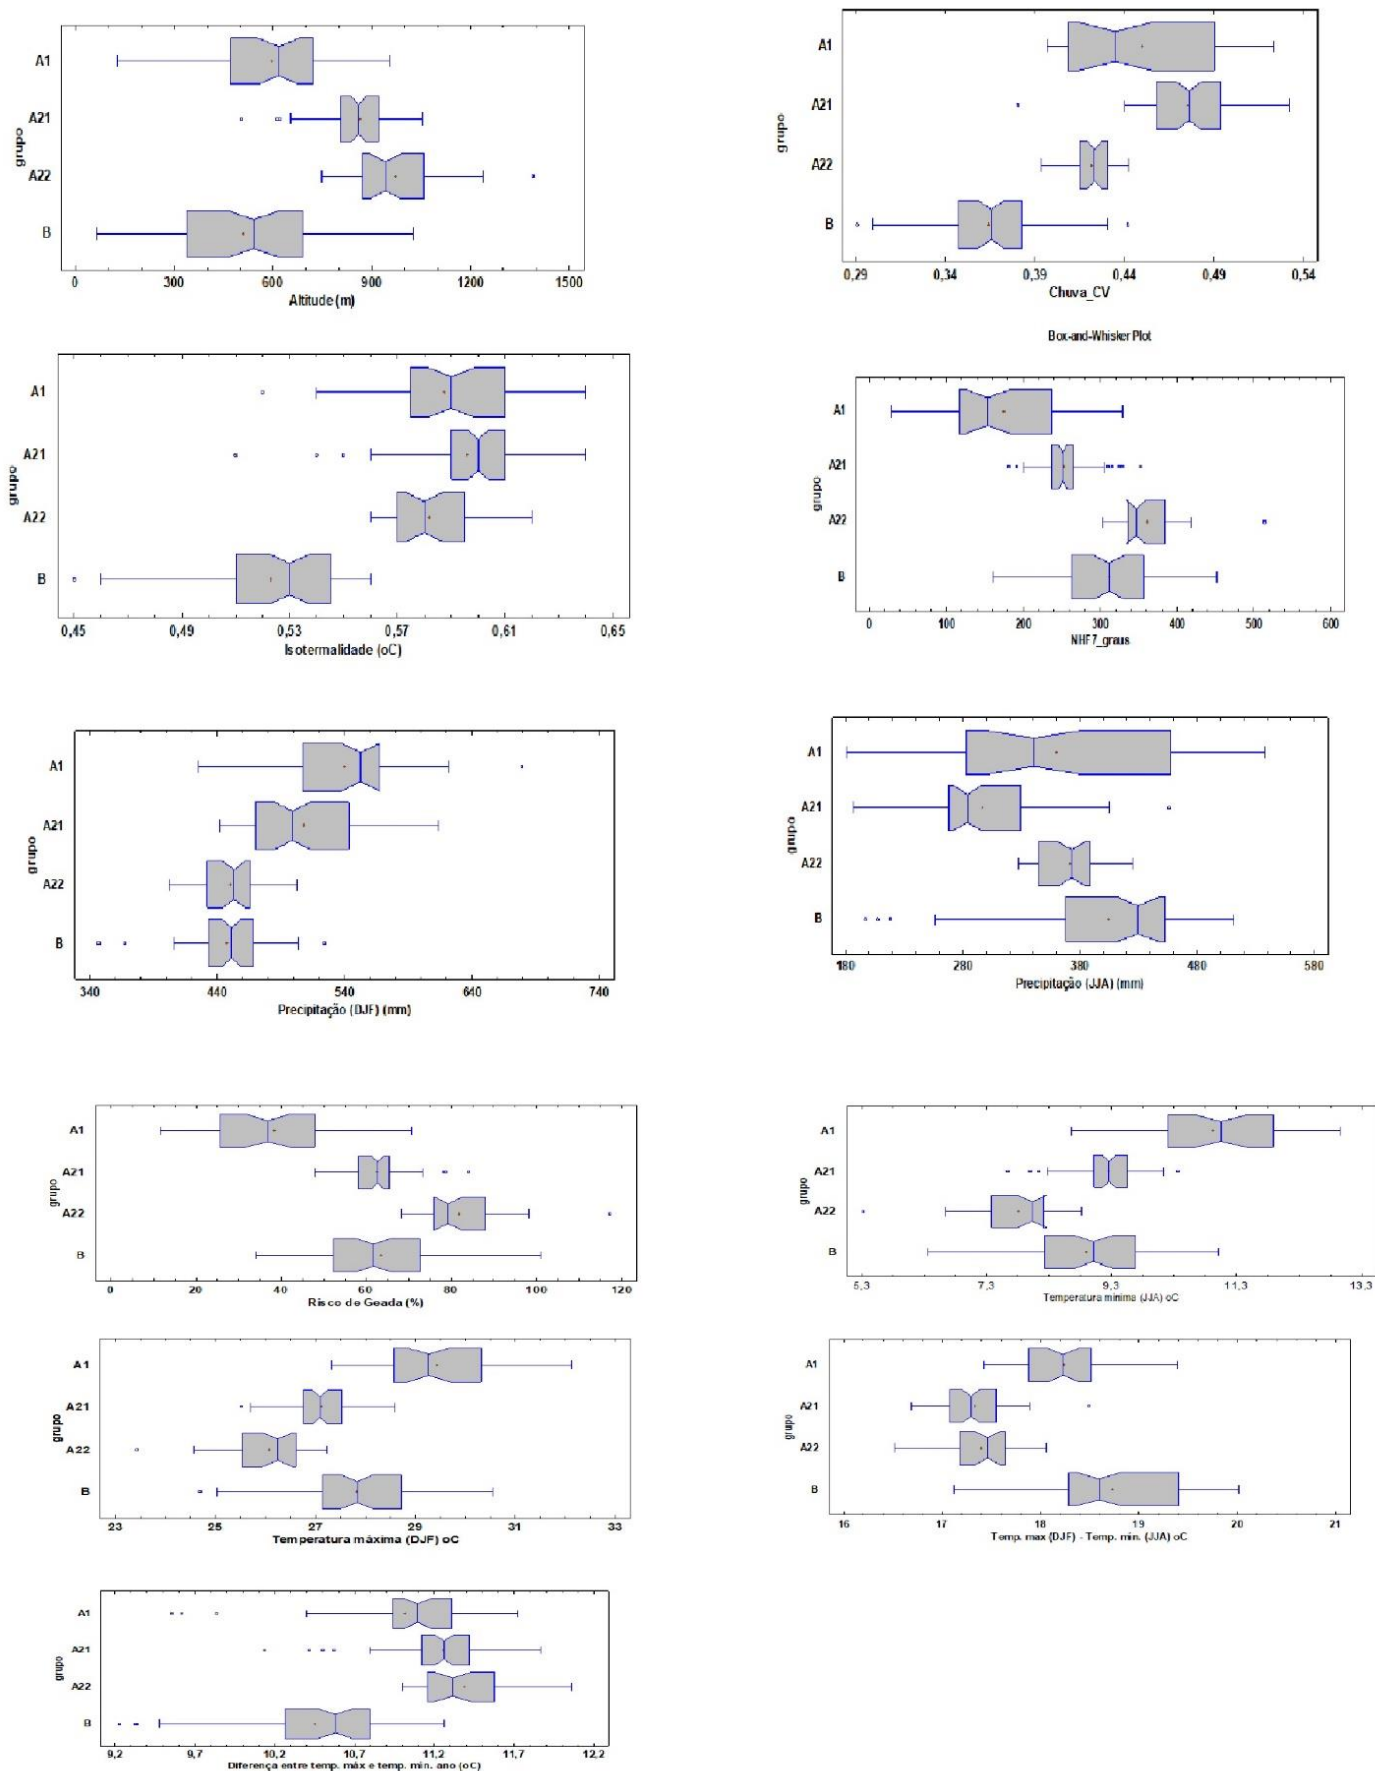 A1
A21
A22
B
grupo
0 300 600 900 1200 1500
Altitude (m)
A1
A21
A22
B
grupo
0,29 0,34 0,39 0,44 0,49 0,54
Chuva_CV
A1
A21
A22
B
grupo
0,45 0,49 0,53 0,57 0,61 0,65
Isotermalidade (oC)
Box-and-Whisker Plot
A1
A21
A22
B
grupo
0 100 200 300 400 500 600
NHF7_graus
A1
A21
A22
B
grupo
340 440 540 640 740
Precipitação (DJF) (mm)
A1
A21
A22
B
grupo
180 280 380 480 580
Precipitação (JJA) (mm)
A1
A21
A22
B
grupo
0 20 40 60 80 100 120
Risco de Geada (%)
A1
A21
A22
B
grupo
5,3 7,3 9,3 11,3 13,3
Temperatura mínima (JJA) oC
A1
A21
A22
B
grupo
23 25 27 29 31 33
Temperatura máxima (DJF) oC
A1
A21
A22
B
grupo
16 17 18 19 20 21
Temp. max (DJF) - Temp. min. (JJA) oC
A1
A21
A22
B
grupo
9,2 9,7 10,2 10,7 11,2 11,7 12,2
Diferença entre temp. máx e temp. min. ano (oC)